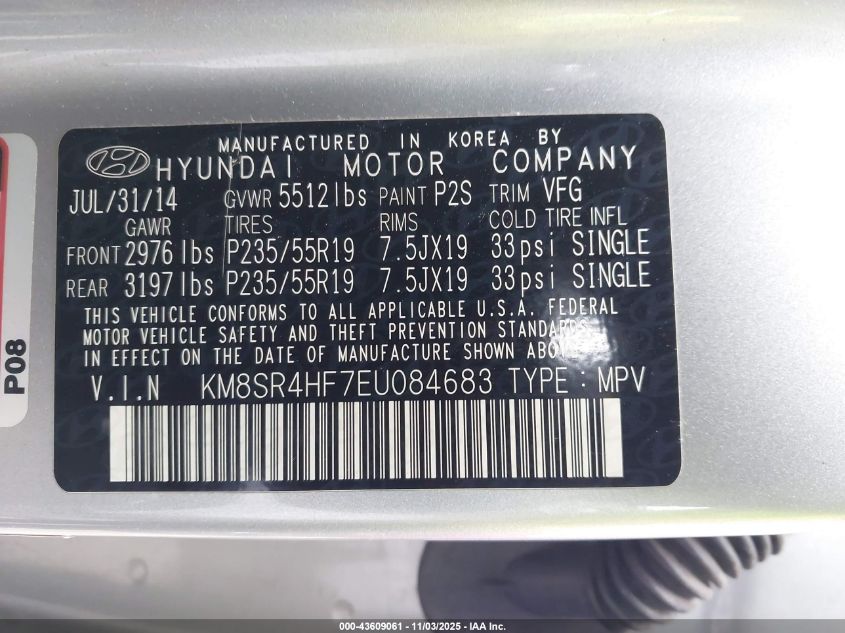 MANUFACTURED IN KOREA BY
HYUNDAI MOTOR COMPANY
JUL/31/14 GVWR 5512lbs PAINT P2S TRIM VFG
GAWR TIRES RIMS COLD TIRE INFL
FRONT 2976lbs P235/55R19 7.5JX19 33psi SINGLE
REAR 3197lbs P235/55R19 7.5JX19 33psi SINGLE
THIS VEHICLE CONFORMS TO ALL APPLICABLE U.S.A. FEDERAL
MOTOR VEHICLE SAFETY AND THEFT PREVENTION STANDARDS
IN EFFECT ON THE DATE OF MANUFACTURE SHOWN ABOVE.
V.I.N KM8SR4HF7EU084683 TYPE : MPV
P08
000-43609061 - 11/03/2025 - IAA Inc.